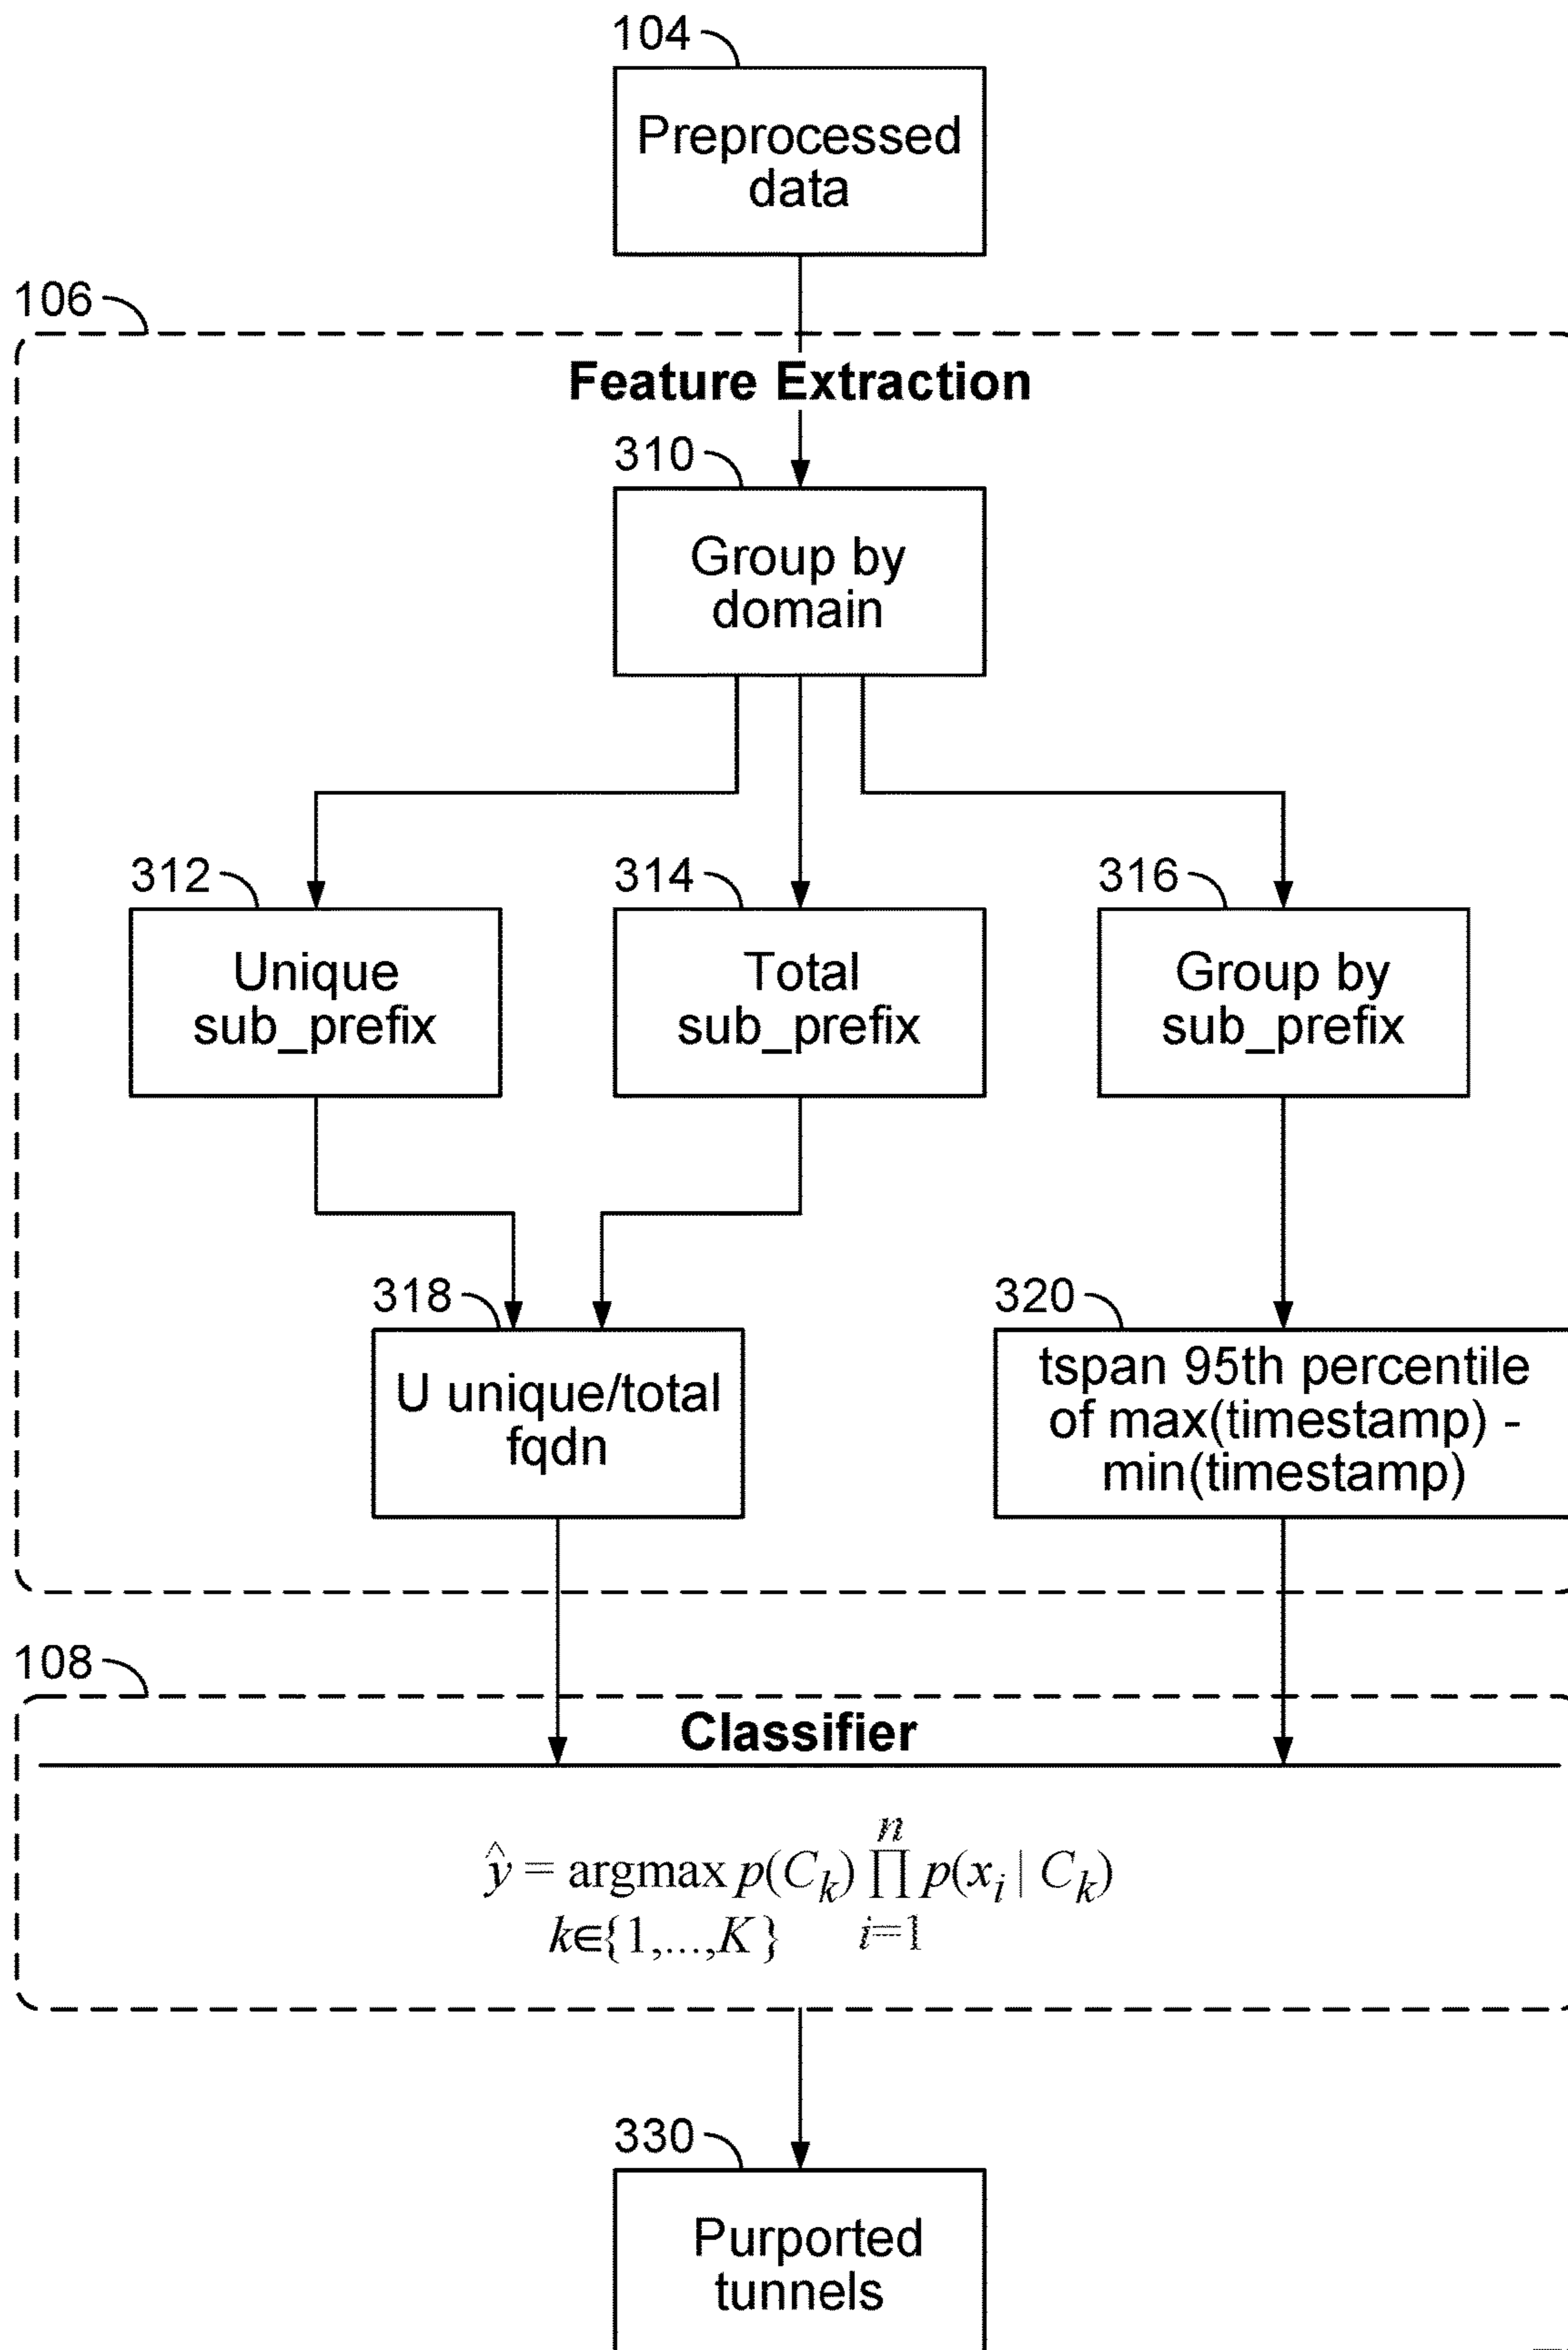 104
Preprocessed
data
106
Feature Extraction
310
Group by
domain
312
Unique
sub_prefix
314
Total
sub_prefix
316
Group by
sub_prefix
318
U unique/total
fqdn
320
tspan 95th percentile
of max(timestamp) -
min(timestamp)
108
Classifier
n
ŷ = argmax p(C_k) ∏ p(x_i | C_k)
k∈{1,...,K} i=1
330
Purported
tunnels